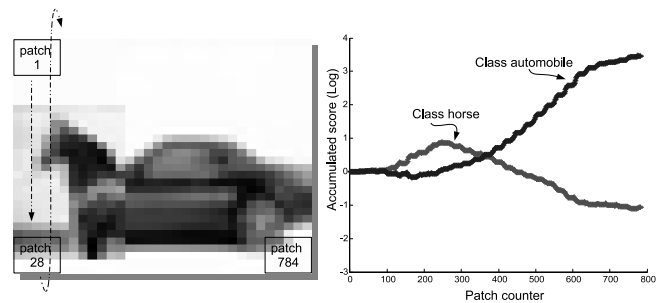 patch
1
patch
28
patch
784
Accumulated score (Log)
4
3
2
1
0
-1
-2
-3
Class automobile
Class horse
0 100 200 300 400 500 600 700 800
Patch counter